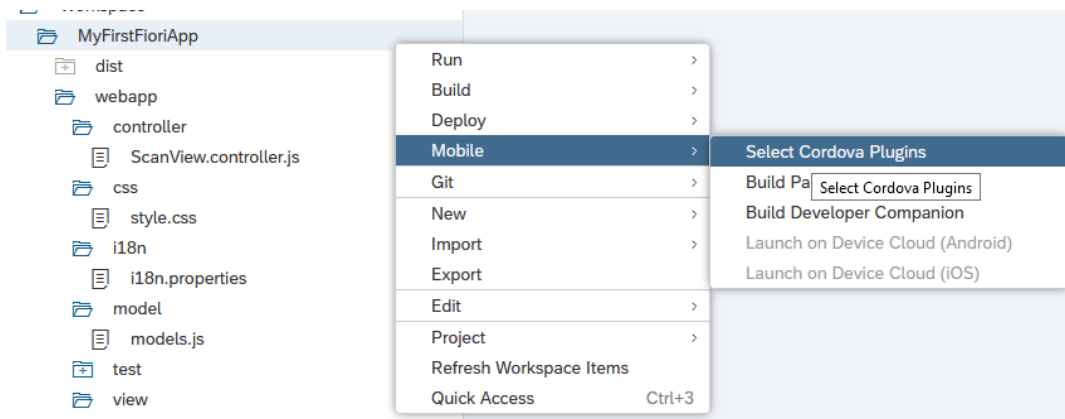 MyFirstFioriApp
dist
webapp
controller
ScanView.controller.js
css
style.css
i18n
i18n.properties
model
models.js
test
view
Run
Build
Deploy
Mobile
Git
New
Import
Export
Edit
Project
Refresh Workspace Items
Quick Access Ctrl+3
Select Cordova Plugins
Build Pa
Select Cordova Plugins
Build Developer Companion
Launch on Device Cloud (Android)
Launch on Device Cloud (iOS)